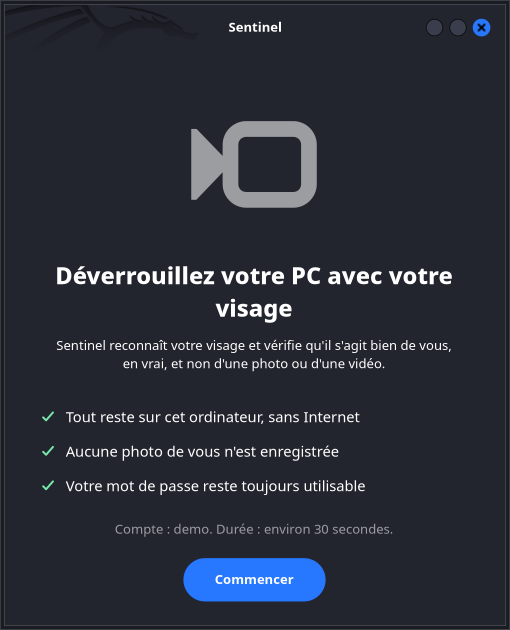 Sentinel
Déverrouillez votre PC avec votre
visage
Sentinel reconnaît votre visage et vérifie qu'il s'agit bien de vous,
en vrai, et non d'une photo ou d'une vidéo.
Tout reste sur cet ordinateur, sans Internet
Aucune photo de vous n'est enregistrée
Votre mot de passe reste toujours utilisable
Compte : demo. Durée : environ 30 secondes.
Commencer